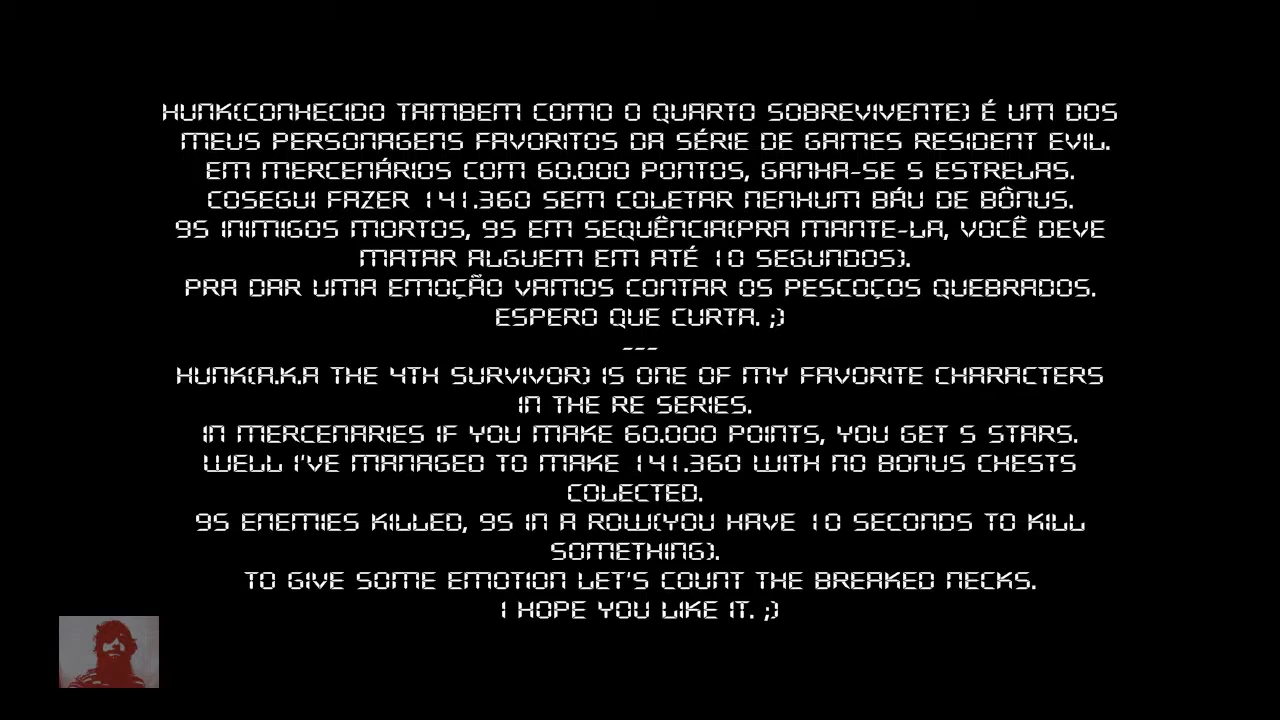 HUNK(CONHECIDO TAMBEM COMO O QUARTO SOBREVIVENTE) É UM DOS
MEUS PERSONAGENS FAVORITOS DA SÉRIE DE GAMES RESIDENT EVIL.
EM MERCENÁRIOS COM 60.000 PONTOS, GANHA-SE 5 ESTRELAS.
COSEGUI FAZER 141.360 SEM COLETAR NENHUM BÁU DE BÔNUS.
95 INIMIGOS MORTOS, 95 EM SEQUÊNCIA(PRA MANTE-LA, VOCÊ DEVE
MATAR ALGUEM EM ATÉ 10 SEGUNDOS).
PRA DAR UMA EMOÇÃO VAMOS CONTAR OS PESCOÇOS QUEBRADOS.
ESPERO QUE CURTA. ;)
---
HUNK(A.K.A THE 4TH SURVIVOR) IS ONE OF MY FAVORITE CHARACTERS
IN THE RE SERIES.
IN MERCENARIES IF YOU MAKE 60.000 POINTS, YOU GET 5 STARS.
WELL I'VE MANAGED TO MAKE 141.360 WITH NO BONUS CHESTS
COLECTED.
95 ENEMIES KILLED, 95 IN A ROW(YOU HAVE 10 SECONDS TO KILL
SOMETHING).
TO GIVE SOME EMOTION LET'S COUNT THE BREAKED NECKS.
I HOPE YOU LIKE IT. ;)